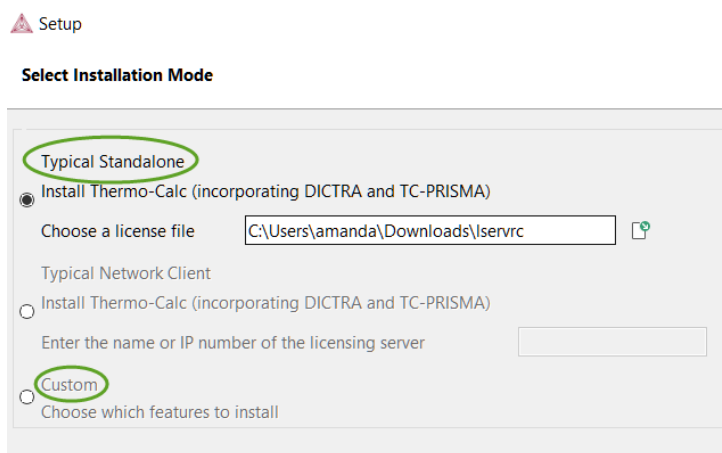 Setup
Select Installation Mode
Typical Standalone
Install Thermo-Calc (incorporating DICTRA and TC-PRISMA)
Choose a license file C:\Users\amanda\Downloads\lservrc
Typical Network Client
Install Thermo-Calc (incorporating DICTRA and TC-PRISMA)
Enter the name or IP number of the licensing server
Custom
Choose which features to install